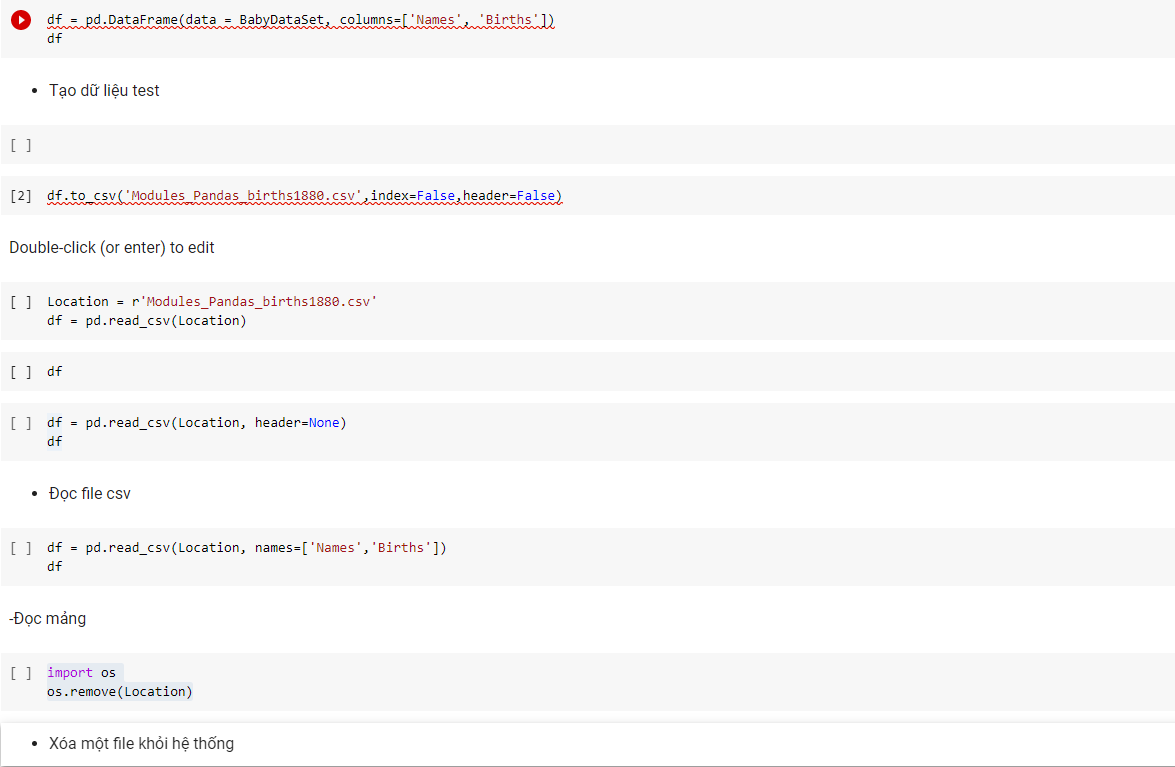 df = pd.DataFrame(data = BabyDataSet, columns=['Names', 'Births'])
df
• Tạo dữ liệu test
[ ]
[2] df.to_csv('Modules_Pandas_births1880.csv',index=False,header=False)
Double-click (or enter) to edit
[ ] Location = r'Modules_Pandas_births1880.csv'
df = pd.read_csv(Location)
[ ] df
[ ] df = pd.read_csv(Location, header=None)
df
• Đọc file csv
[ ] df = pd.read_csv(Location, names=['Names','Births'])
df
-Đọc mảng
[ ] import os
os.remove(Location)
• Xóa một file khỏi hệ thống